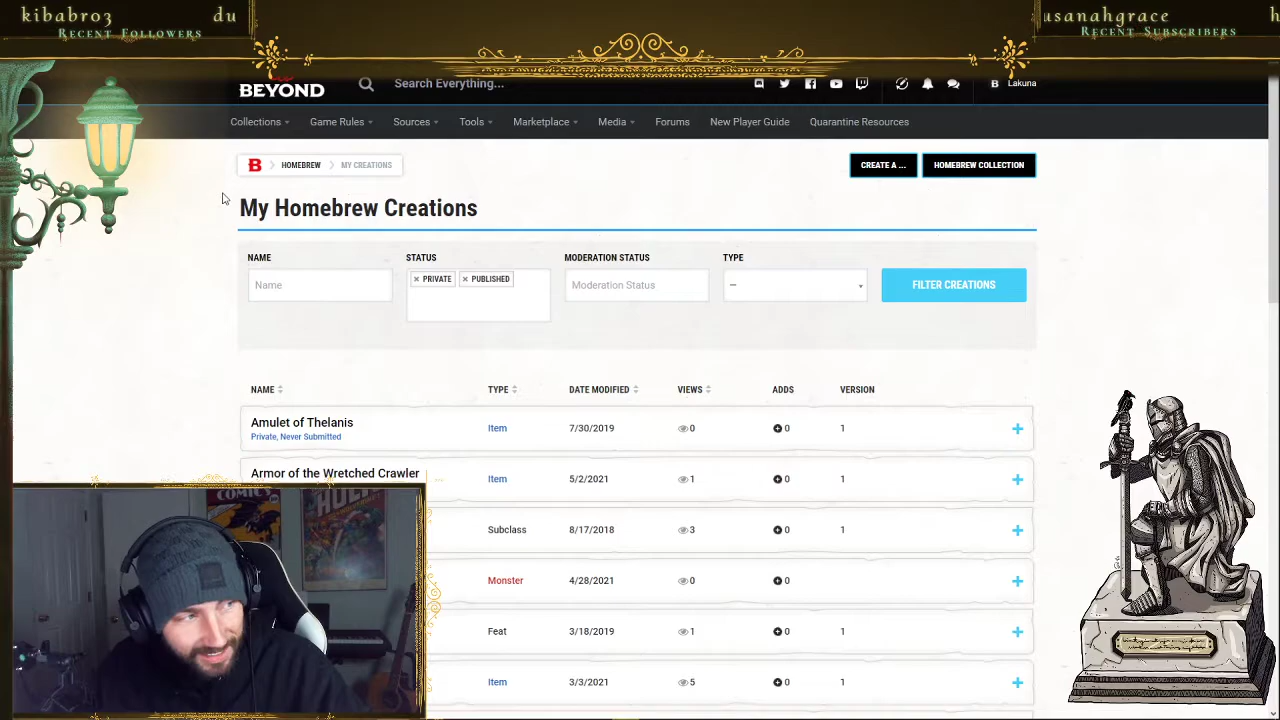 kibabro3 du
Recent Followers
usanahgrace h
Recent Subscribers
BEYOND
Search Everything...
Lakuna
Collections
Game Rules
Sources
Tools
Marketplace
Media
Forums
New Player Guide
Quarantine Resources
B HOMEBREW MY CREATIONS
CREATE A ...
HOMEBREW COLLECTION
My Homebrew Creations
NAME STATUS MODERATION STATUS TYPE
Name
× PRIVATE × PUBLISHED
Moderation Status
–
FILTER CREATIONS
NAME TYPE DATE MODIFIED VIEWS ADDS VERSION
Amulet of Thelanis
Private, Never Submitted
Item 7/30/2019 0 0 1
Armor of the Wretched Crawler
Item 5/2/2021 1 0 1
Subclass 8/17/2018 3 0 1
Monster 4/28/2021 0 0
Feat 3/18/2019 1 0 1
Item 3/3/2021 5 0 1
COMICS